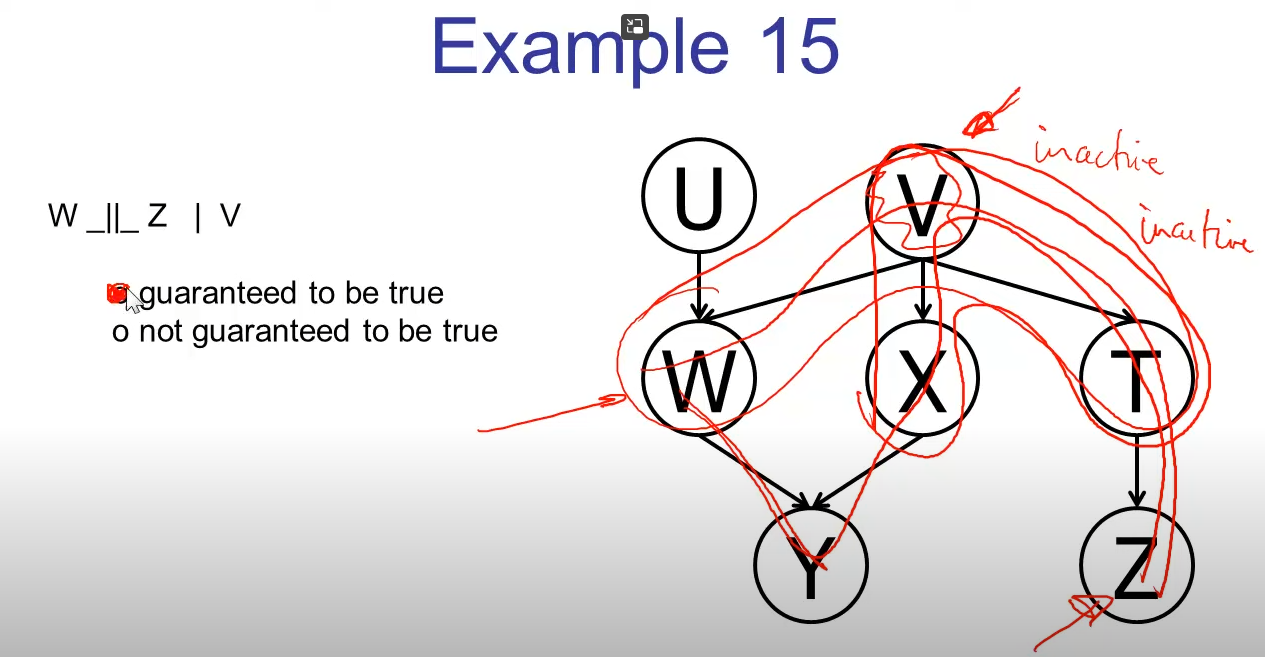 Example 15
inactive
inactive
W _||_ Z | V
o guaranteed to be true
o not guaranteed to be true
U
V
W
X
T
Y
Z